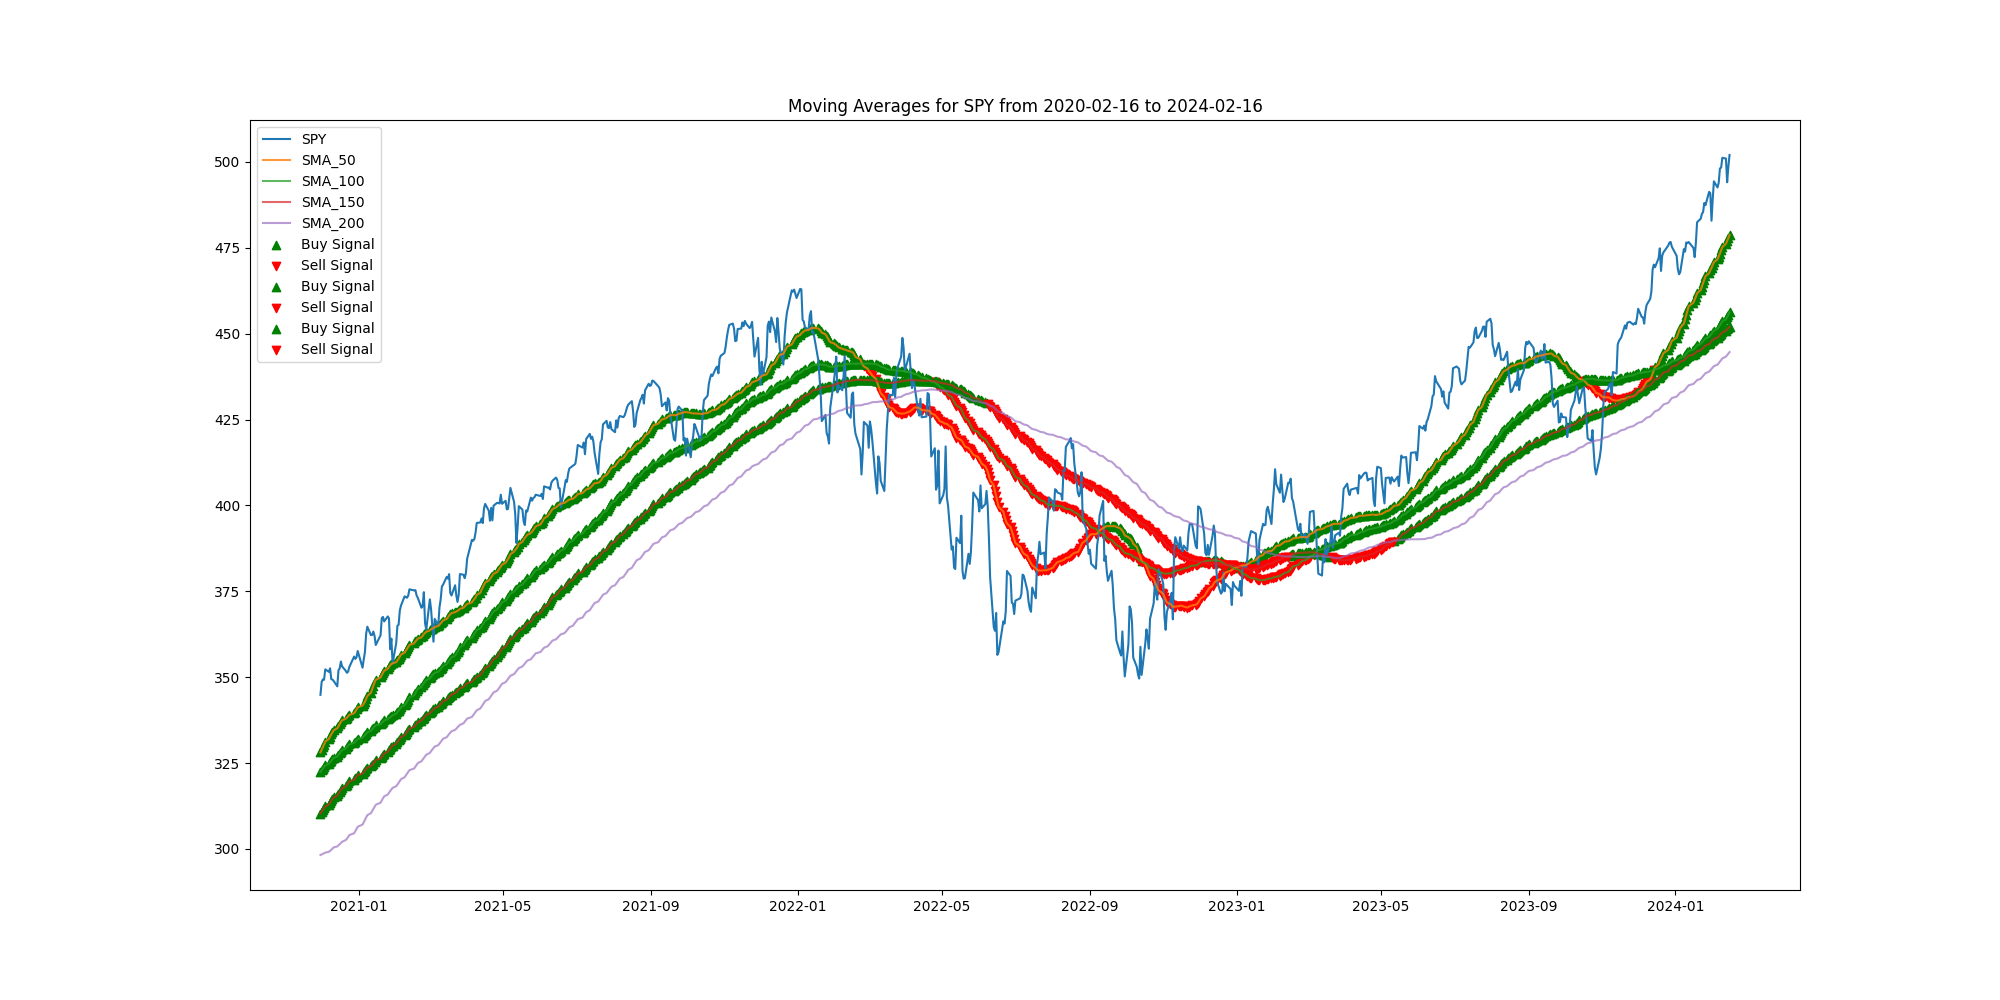 Moving Averages for SPY from 2020-02-16 to 2024-02-16
SPY
SMA_50
SMA_100
SMA_150
SMA_200
Buy Signal
Sell Signal
Buy Signal
Sell Signal
Buy Signal
Sell Signal
500
475
450
425
400
375
350
325
300
2021-01 2021-05 2021-09 2022-01 2022-05 2022-09 2023-01 2023-05 2023-09 2024-01